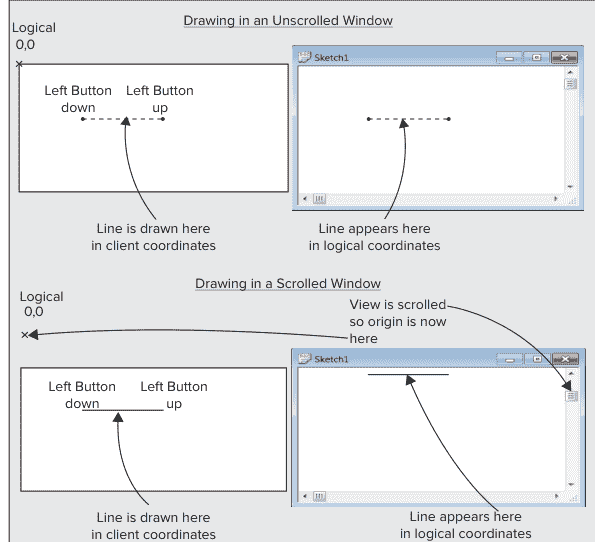 Drawing in an Unscrolled Window
Logical
0,0
Left Button
down
Left Button
up
Line is drawn here
in client coordinates
Sketch1
Line appears here
in logical coordinates
Drawing in a Scrolled Window
Logical
0,0
View is scrolled
so origin is now
here
Left Button
down
Left Button
up
Line is drawn here
in client coordinates
Sketch1
Line appears here
in logical coordinates